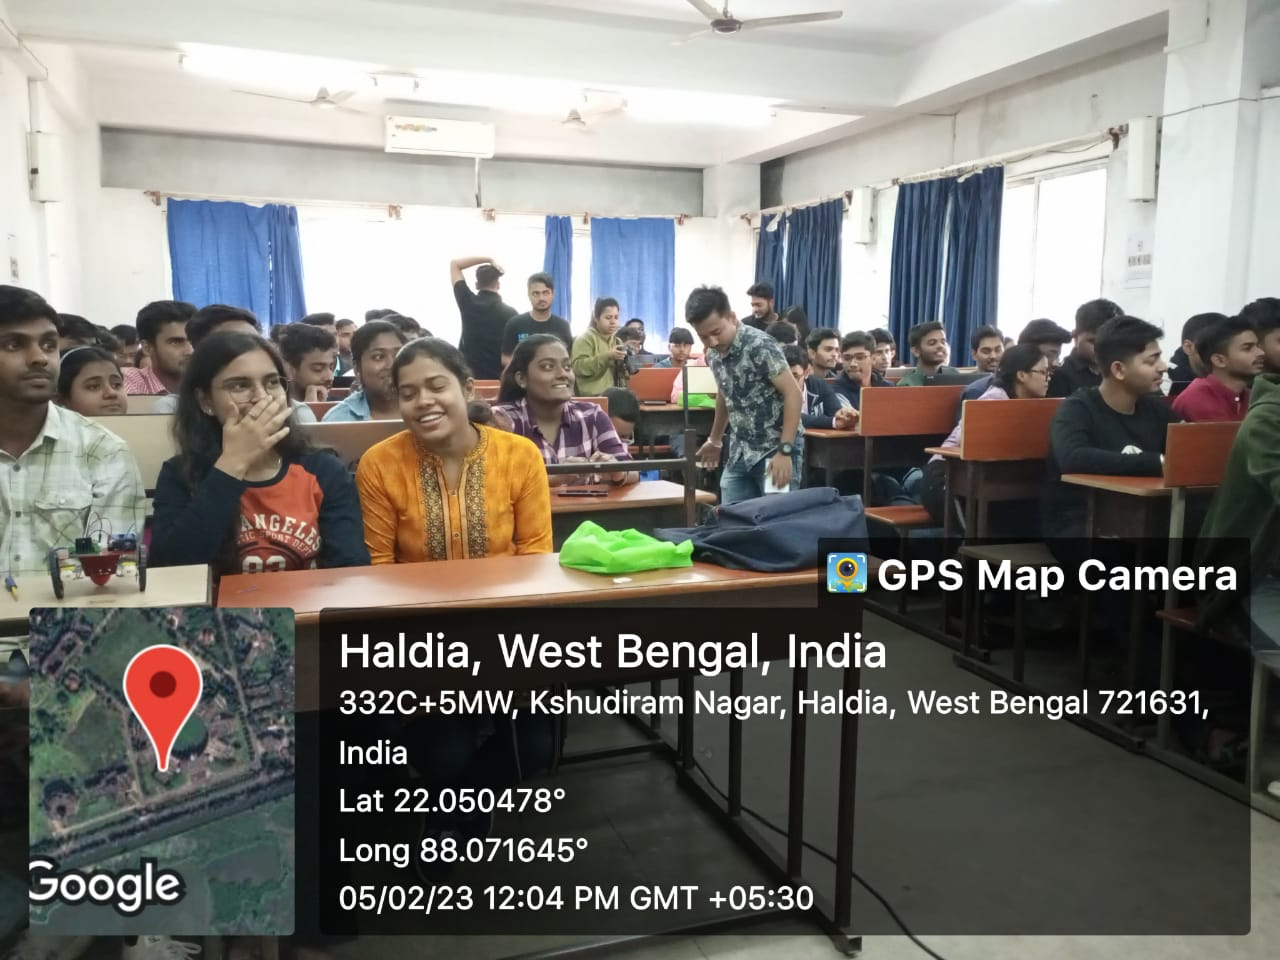 ANGELES
GPS Map Camera
Haldia, West Bengal, India
332C+5MW, Kshudiram Nagar, Haldia, West Bengal 721631,
India
Lat 22.050478°
Long 88.071645°
05/02/23 12:04 PM GMT +05:30
Google